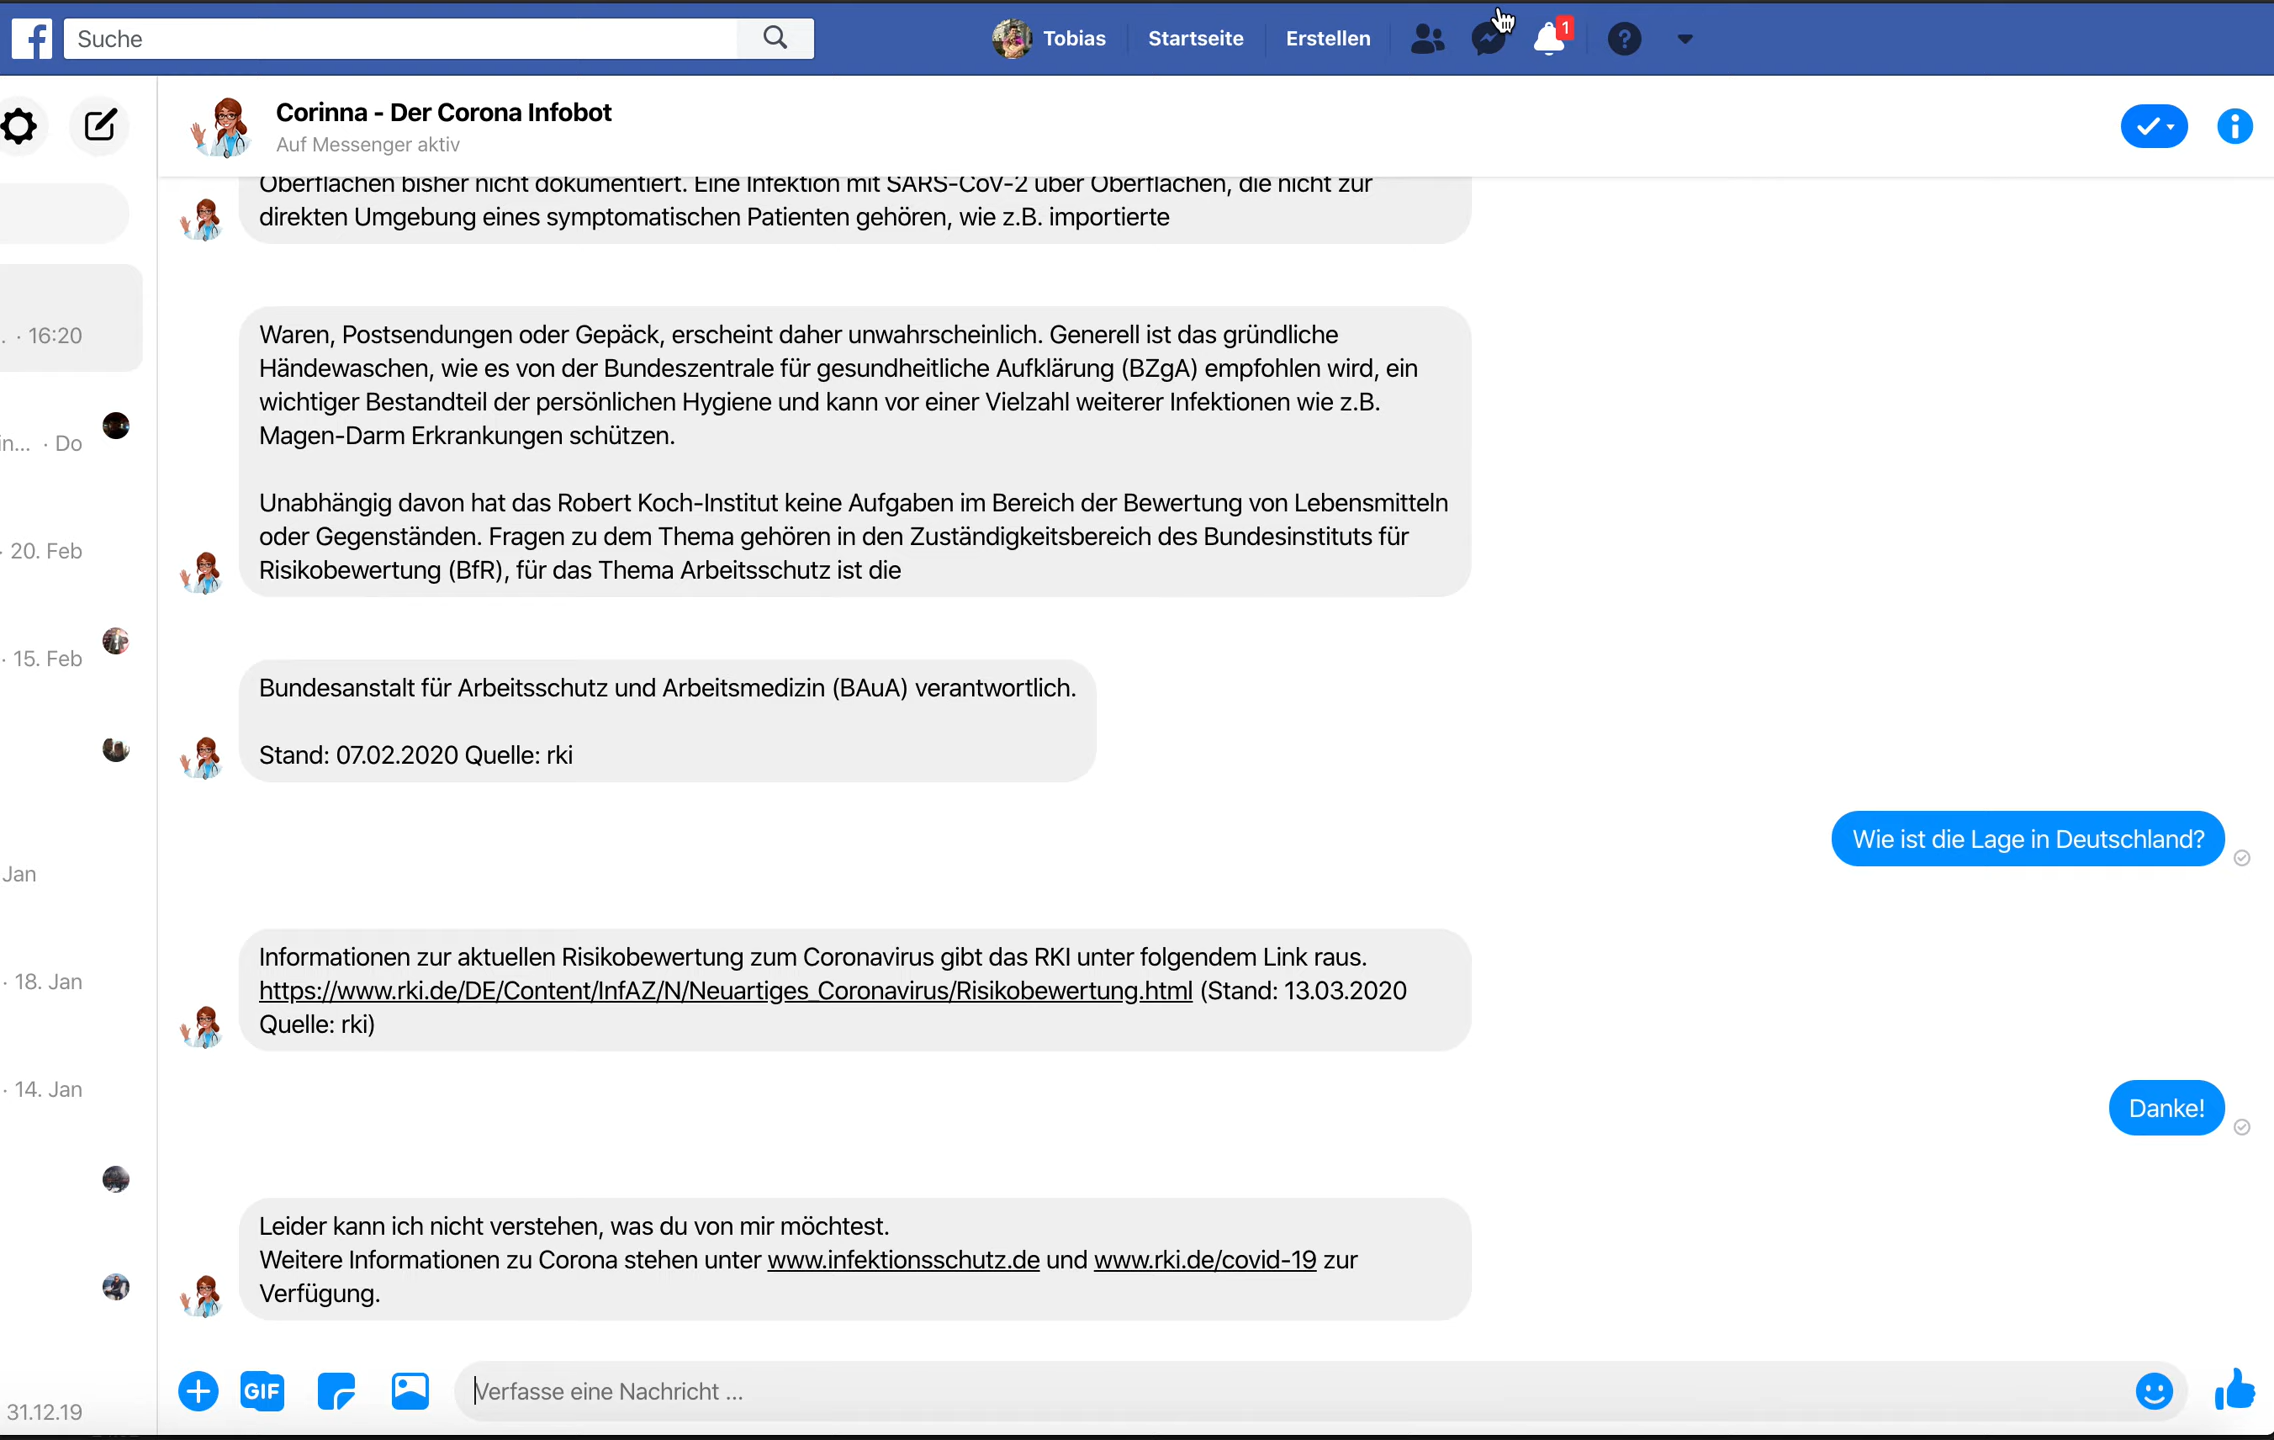 Suche
Tobias
Startseite
Erstellen
1
Corinna - Der Corona Infobot
Auf Messenger aktiv
. · 16:20
in... · Do
· 20. Feb
· 15. Feb
Jan
· 18. Jan
· 14. Jan
31.12.19
Oberflächen bisher nicht dokumentiert. Eine Infektion mit SARS-CoV-2 über Oberflächen, die nicht zur
direkten Umgebung eines symptomatischen Patienten gehören, wie z.B. importierte
Waren, Postsendungen oder Gepäck, erscheint daher unwahrscheinlich. Generell ist das gründliche
Händewaschen, wie es von der Bundeszentrale für gesundheitliche Aufklärung (BZgA) empfohlen wird, ein
wichtiger Bestandteil der persönlichen Hygiene und kann vor einer Vielzahl weiterer Infektionen wie z.B.
Magen-Darm Erkrankungen schützen.
Unabhängig davon hat das Robert Koch-Institut keine Aufgaben im Bereich der Bewertung von Lebensmitteln
oder Gegenständen. Fragen zu dem Thema gehören in den Zuständigkeitsbereich des Bundesinstituts für
Risikobewertung (BfR), für das Thema Arbeitsschutz ist die
Bundesanstalt für Arbeitsschutz und Arbeitsmedizin (BAuA) verantwortlich.
Stand: 07.02.2020 Quelle: rki
Wie ist die Lage in Deutschland?
Informationen zur aktuellen Risikobewertung zum Coronavirus gibt das RKI unter folgendem Link raus.
https://www.rki.de/DE/Content/InfAZ/N/Neuartiges_Coronavirus/Risikobewertung.html (Stand: 13.03.2020
Quelle: rki)
Danke!
Leider kann ich nicht verstehen, was du von mir möchtest.
Weitere Informationen zu Corona stehen unter www.infektionsschutz.de und www.rki.de/covid-19 zur
Verfügung.
GIF
Verfasse eine Nachricht ...